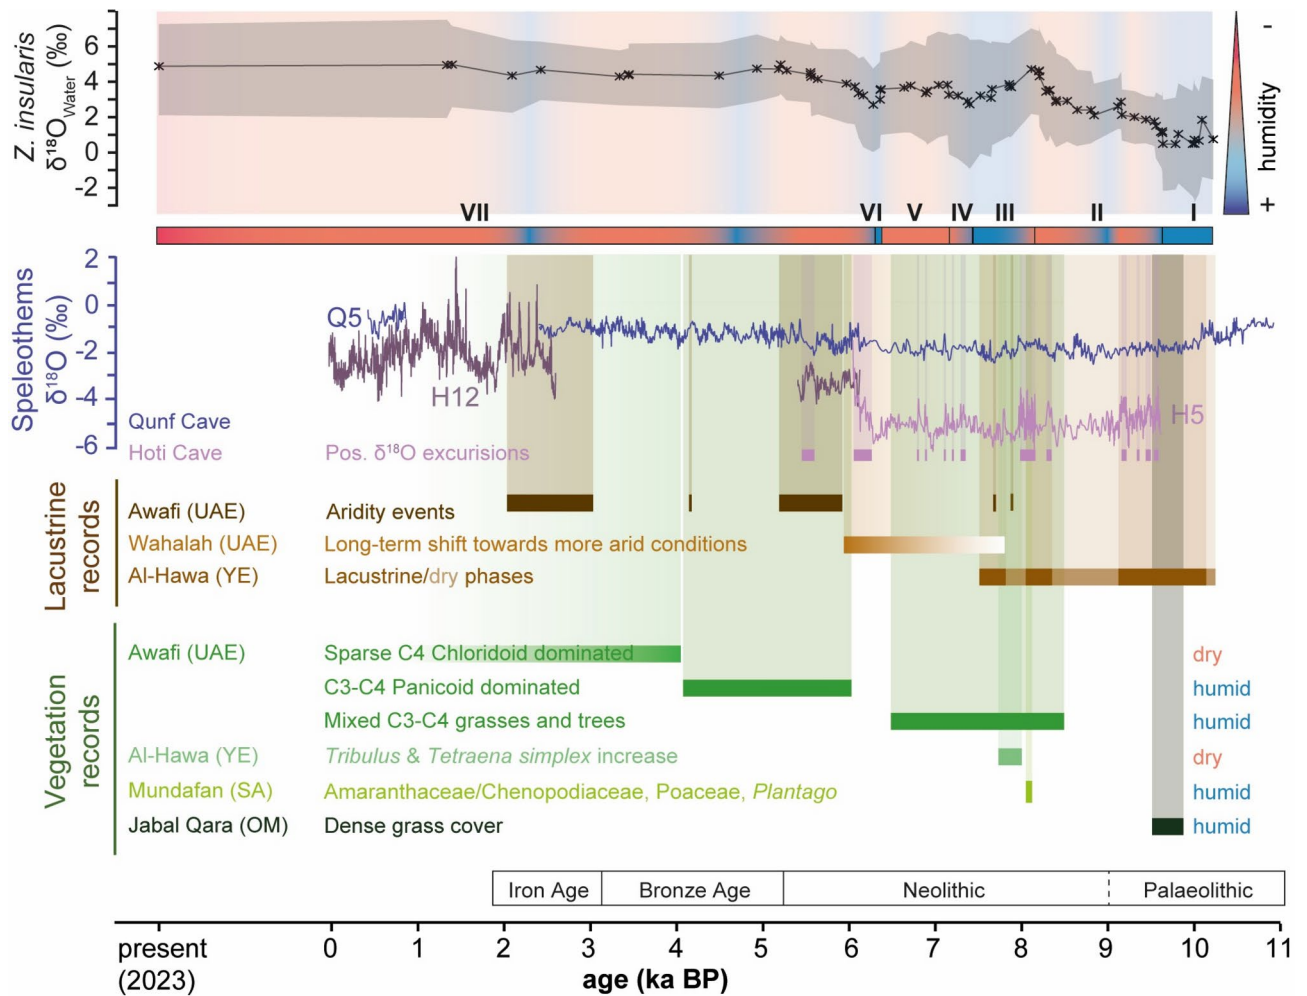 Z. insularis
δ18OWater (‰)
6
4
2
0
-2
-
humidity
+
VII
VI
V
IV
III
II
I
Speleothems
δ18O (‰)
2
0
-2
-4
-6
Q5
H12
H5
Qunf Cave
Hoti Cave Pos. δ18O excurisions
Lacustrine
records
Awafi (UAE) Aridity events
Wahalah (UAE) Long-term shift towards more arid conditions
Al-Hawa (YE) Lacustrine/dry phases
Vegetation
records
Awafi (UAE) Sparse C4 Chloridoid dominated dry
C3-C4 Panicoid dominated humid
Mixed C3-C4 grasses and trees humid
Al-Hawa (YE) Tribulus & Tetraena simplex increase dry
Mundafan (SA) Amaranthaceae/Chenopodiaceae, Poaceae, Plantago humid
Jabal Qara (OM) Dense grass cover humid
Iron Age Bronze Age Neolithic Palaeolithic
present 0 1 2 3 4 5 6 7 8 9 10 11
(2023) age (ka BP)